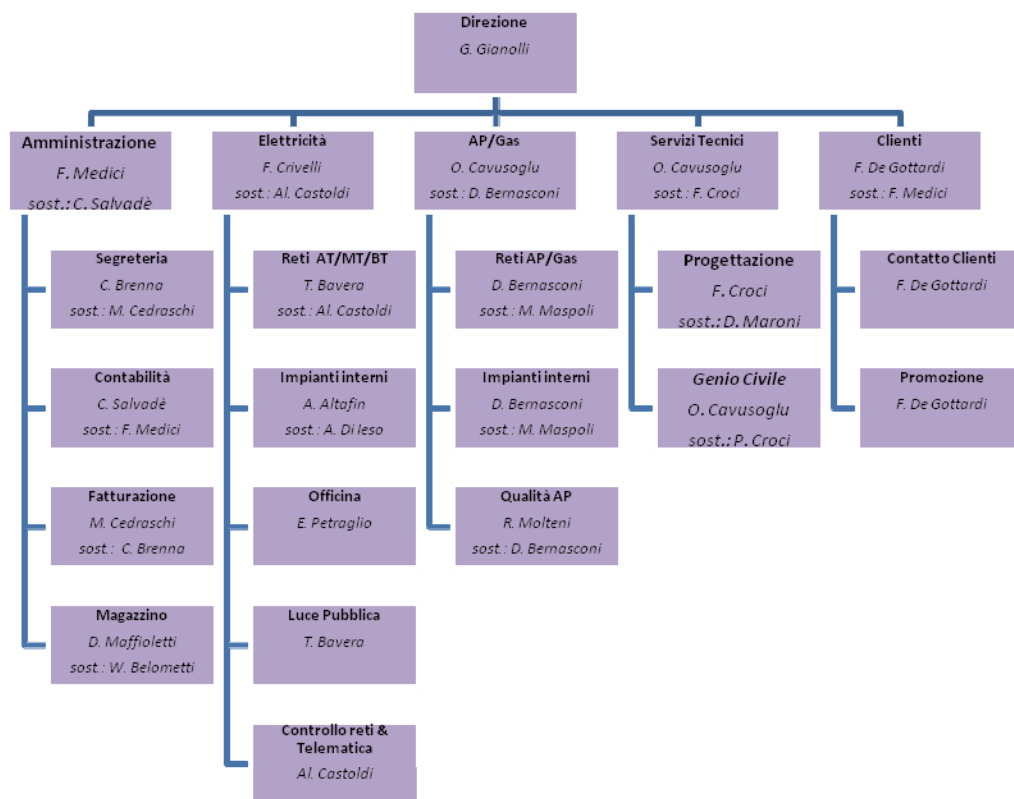 Direzione
G. Gianolli
Amministrazione
F. Medici
sost.: C. Salvadè
Elettricità
F. Crivelli
sost.: Al. Castoldi
AP/Gas
O. Cavusoglu
sost.: D. Bernasconi
Servizi Tecnici
O. Cavusoglu
sost.: F. Croci
Clienti
F. De Gottardi
sost.: F. Medici
Segreteria
C. Brenna
sost.: M. Cedraschi
Reti AT/MT/BT
T. Bavera
sost.: Al. Castoldi
Reti AP/Gas
D. Bernasconi
sost.: M. Maspoli
Progettazione
F. Croci
sost.: D. Maroni
Contatto Clienti
F. De Gottardi
Contabilità
C. Salvadè
sost.: F. Medici
Impianti interni
A. Altafin
sost.: A. Di Ieso
Impianti interni
D. Bernasconi
sost.: M. Maspoli
Genio Civile
O. Cavusoglu
sost.: P. Croci
Promozione
F. De Gottardi
Fatturazione
M. Cedraschi
sost.: C. Brenna
Officina
E. Petraglio
Qualità AP
R. Molteni
sost.: D. Bernasconi
Magazzino
D. Maffioletti
sost.: W. Belometti
Luce Pubblica
T. Bavera
Controllo reti &
Telematica
Al. Castoldi